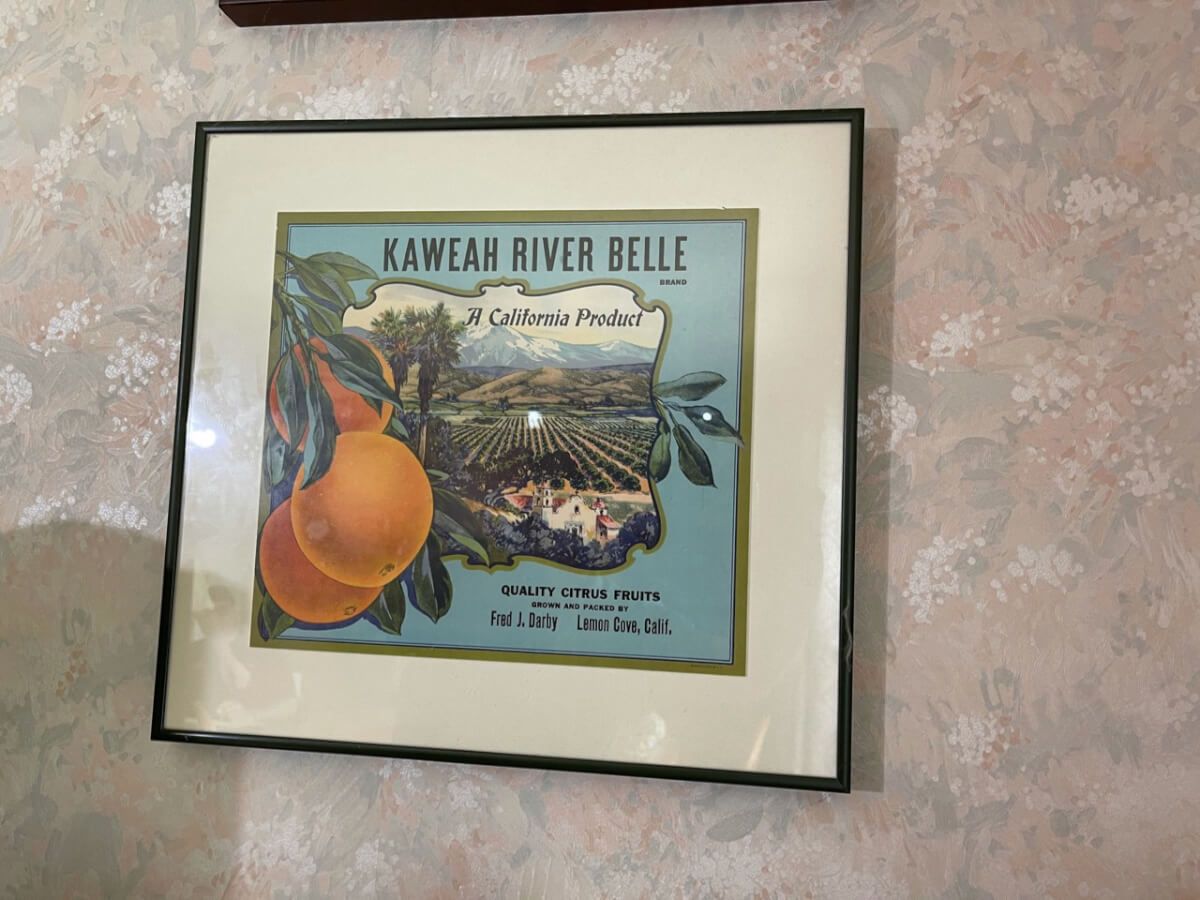 KAWEAH RIVER BELLE
BRAND
A California Product
QUALITY CITRUS FRUITS
GROWN AND PACKED BY
Fred J. Darby Lemon Cove, Calif.